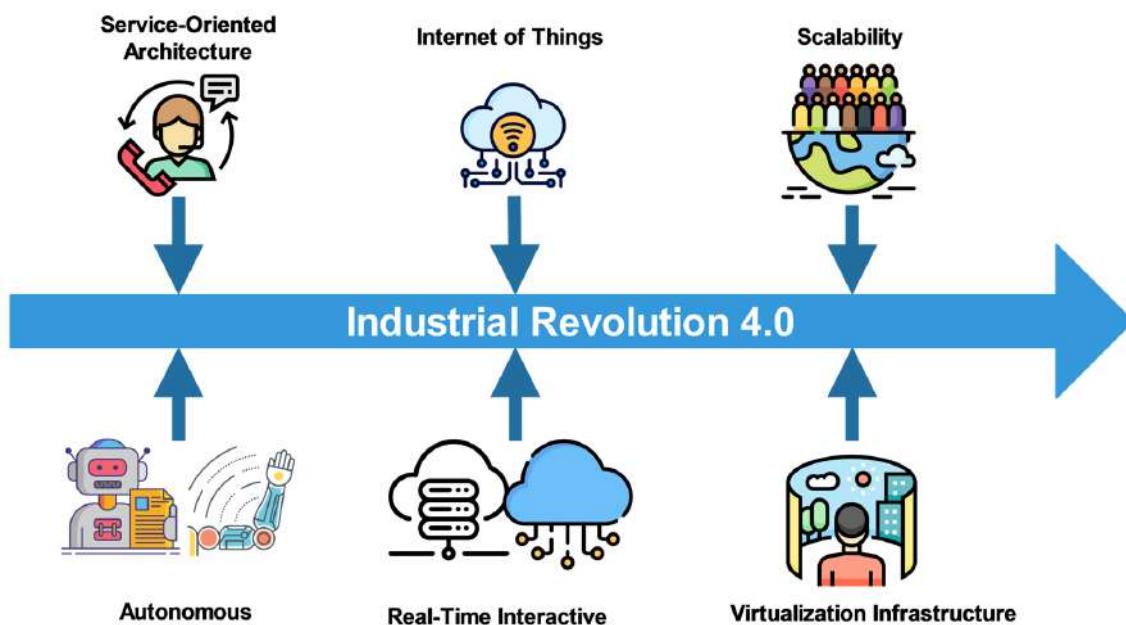 Service-Oriented
Architecture
Internet of Things
Scalability
Industrial Revolution 4.0
Autonomous
Real-Time Interactive
Virtualization Infrastructure